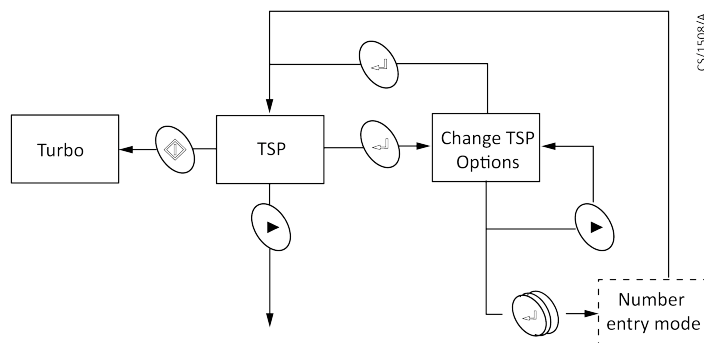 CS/1508/A
Turbo
TSP
Change TSP
Options
Number
entry mode